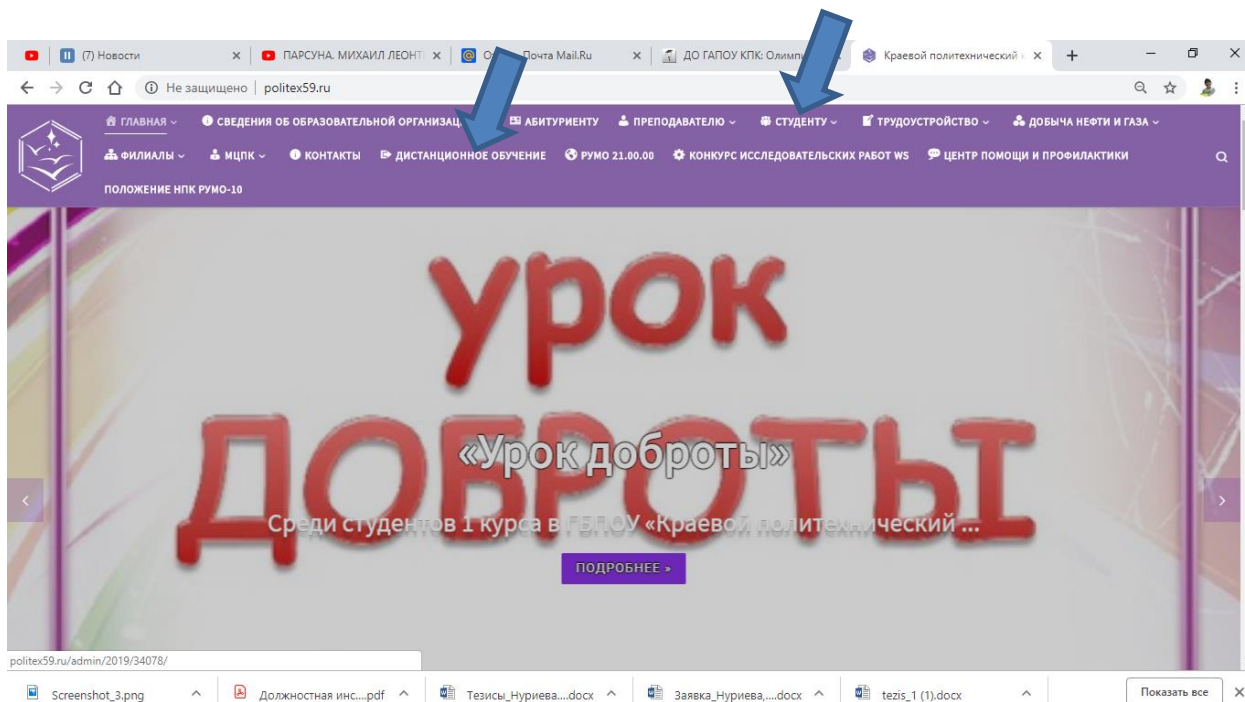 (7) Новости
ПАРСУНА. МИХАИЛ ЛЕОНТ
Почта Mail.Ru
ДО ГАПОУ КПК: Олимп
Краевой политехнический к
Не защищено | politex59.ru
ГЛАВНАЯ
СВЕДЕНИЯ ОБ ОБРАЗОВАТЕЛЬНОЙ ОРГАНИЗАЦ
АБИТУРИЕНТУ
ПРЕПОДАВАТЕЛЮ
СТУДЕНТУ
ТРУДОУСТРОЙСТВО
ДОБЫЧА НЕФТИ И ГАЗА
ФИЛИАЛЫ
МЦПК
КОНТАКТЫ
ДИСТАНЦИОННОЕ ОБУЧЕНИЕ
РУМО 21.00.00
КОНКУРС ИССЛЕДОВАТЕЛЬСКИХ РАБОТ WS
ЦЕНТР ПОМОЩИ И ПРОФИЛАКТИКИ
ПОЛОЖЕНИЕ НПК РУМО-10
урок
ДОБРОТЫ
«Урок доброты»
Среди студентов 1 курса в ГБПОУ «Краевой политехнический ...
ПОДРОБНЕЕ »
politex59.ru/admin/2019/34078/
Screenshot_3.png
Должностная инс....pdf
Тезисы_Нуриева....docx
Заявка_Нуриева,....docx
tezis_1 (1).docx
Показать все